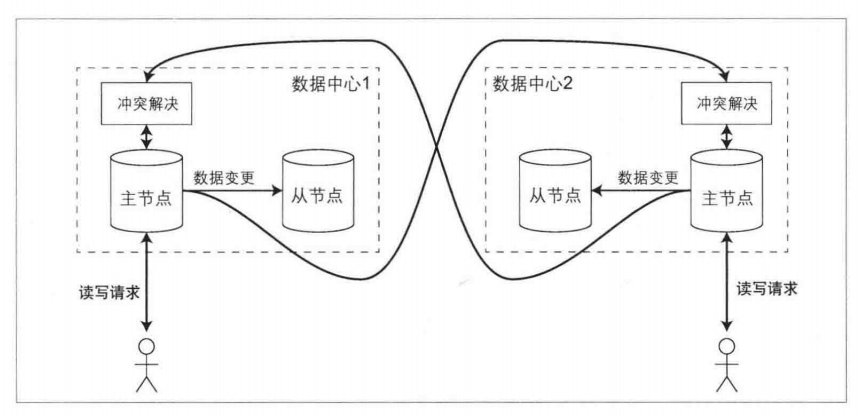 数据中心1
冲突解决
主节点
数据变更
从节点
读写请求
数据中心2
冲突解决
从节点
数据变更
主节点
读写请求